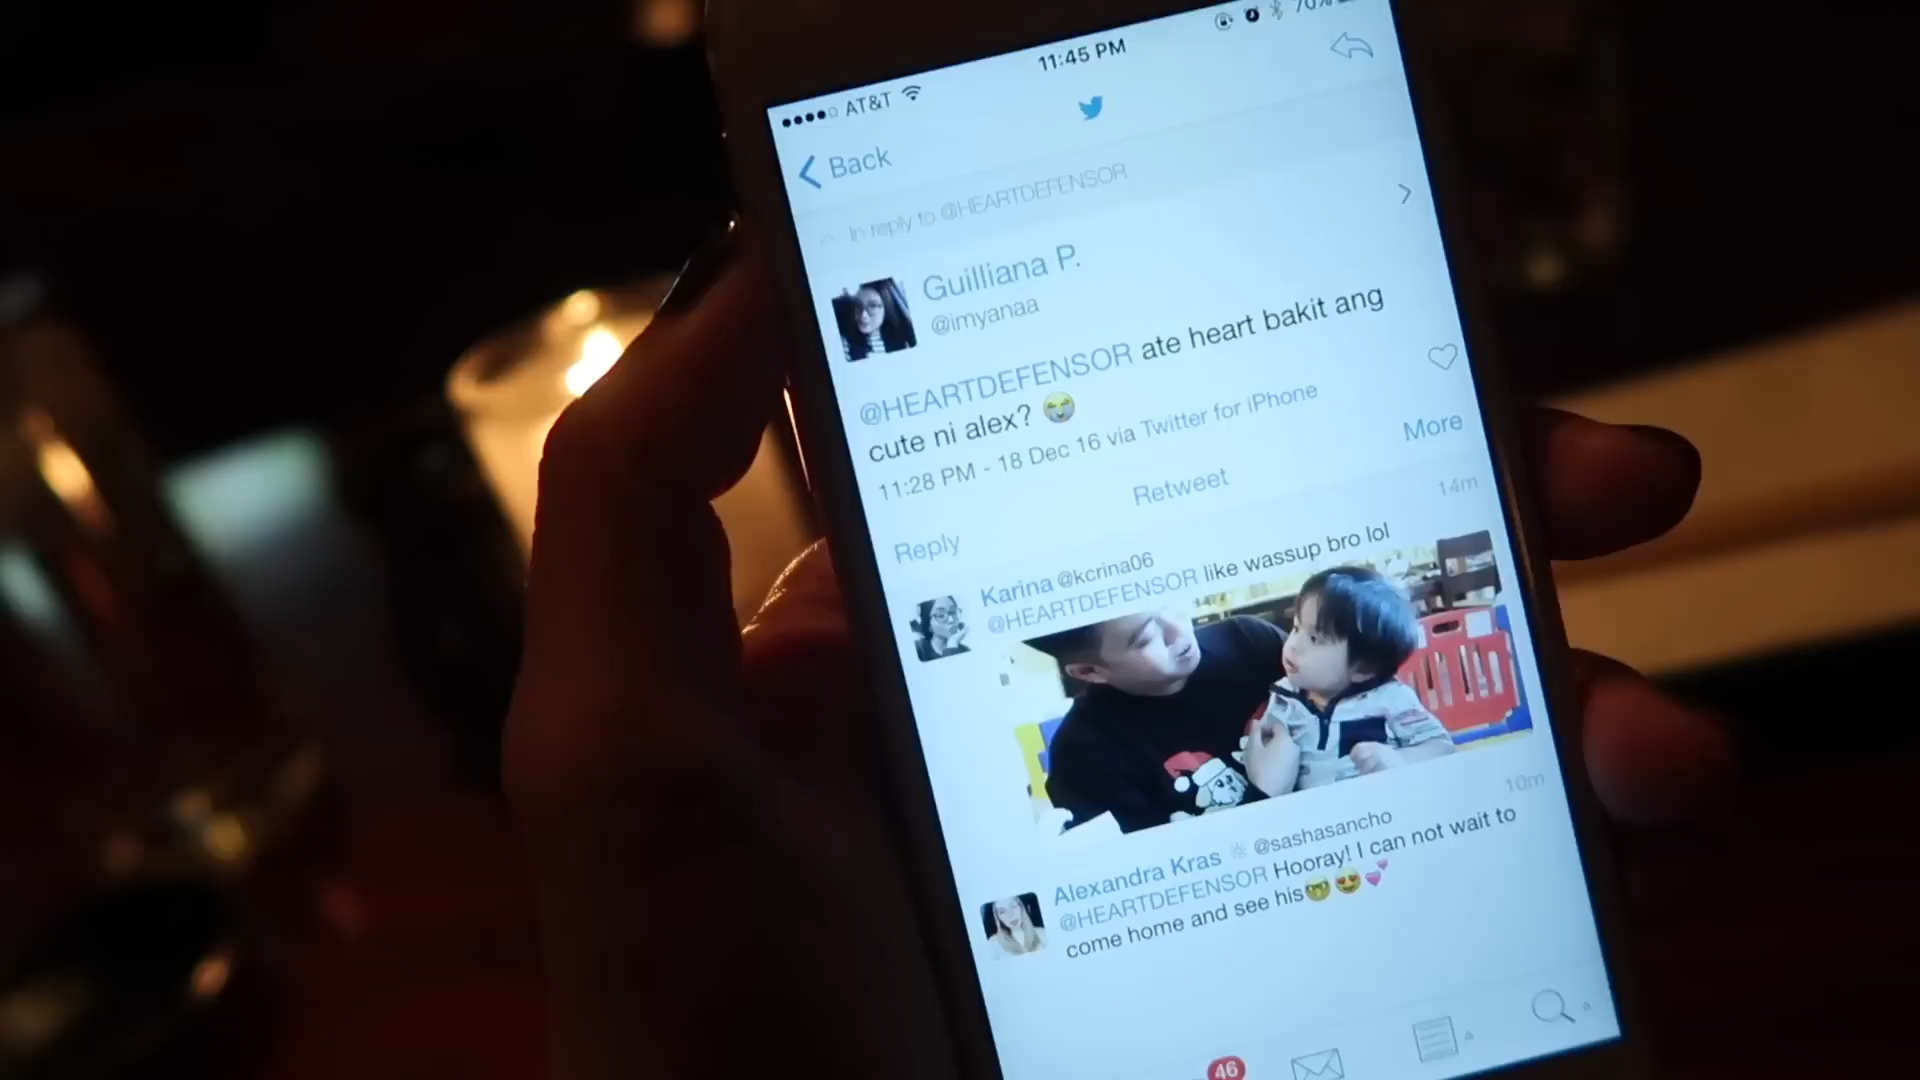 AT&T 11:45 PM 70%
Back
In reply to @HEARTDEFENSOR
Guilliana P.
@imyanaa
@HEARTDEFENSOR ate heart bakit ang
cute ni alex? 😭
11:28 PM - 18 Dec 16 via Twitter for iPhone
Reply Retweet More
Karina @kcrina06 14m
@HEARTDEFENSOR like wassup bro lol
Alexandra Kras @sashasancho 10m
@HEARTDEFENSOR Hooray! I can not wait to
come home and see his🤓😍💕
46